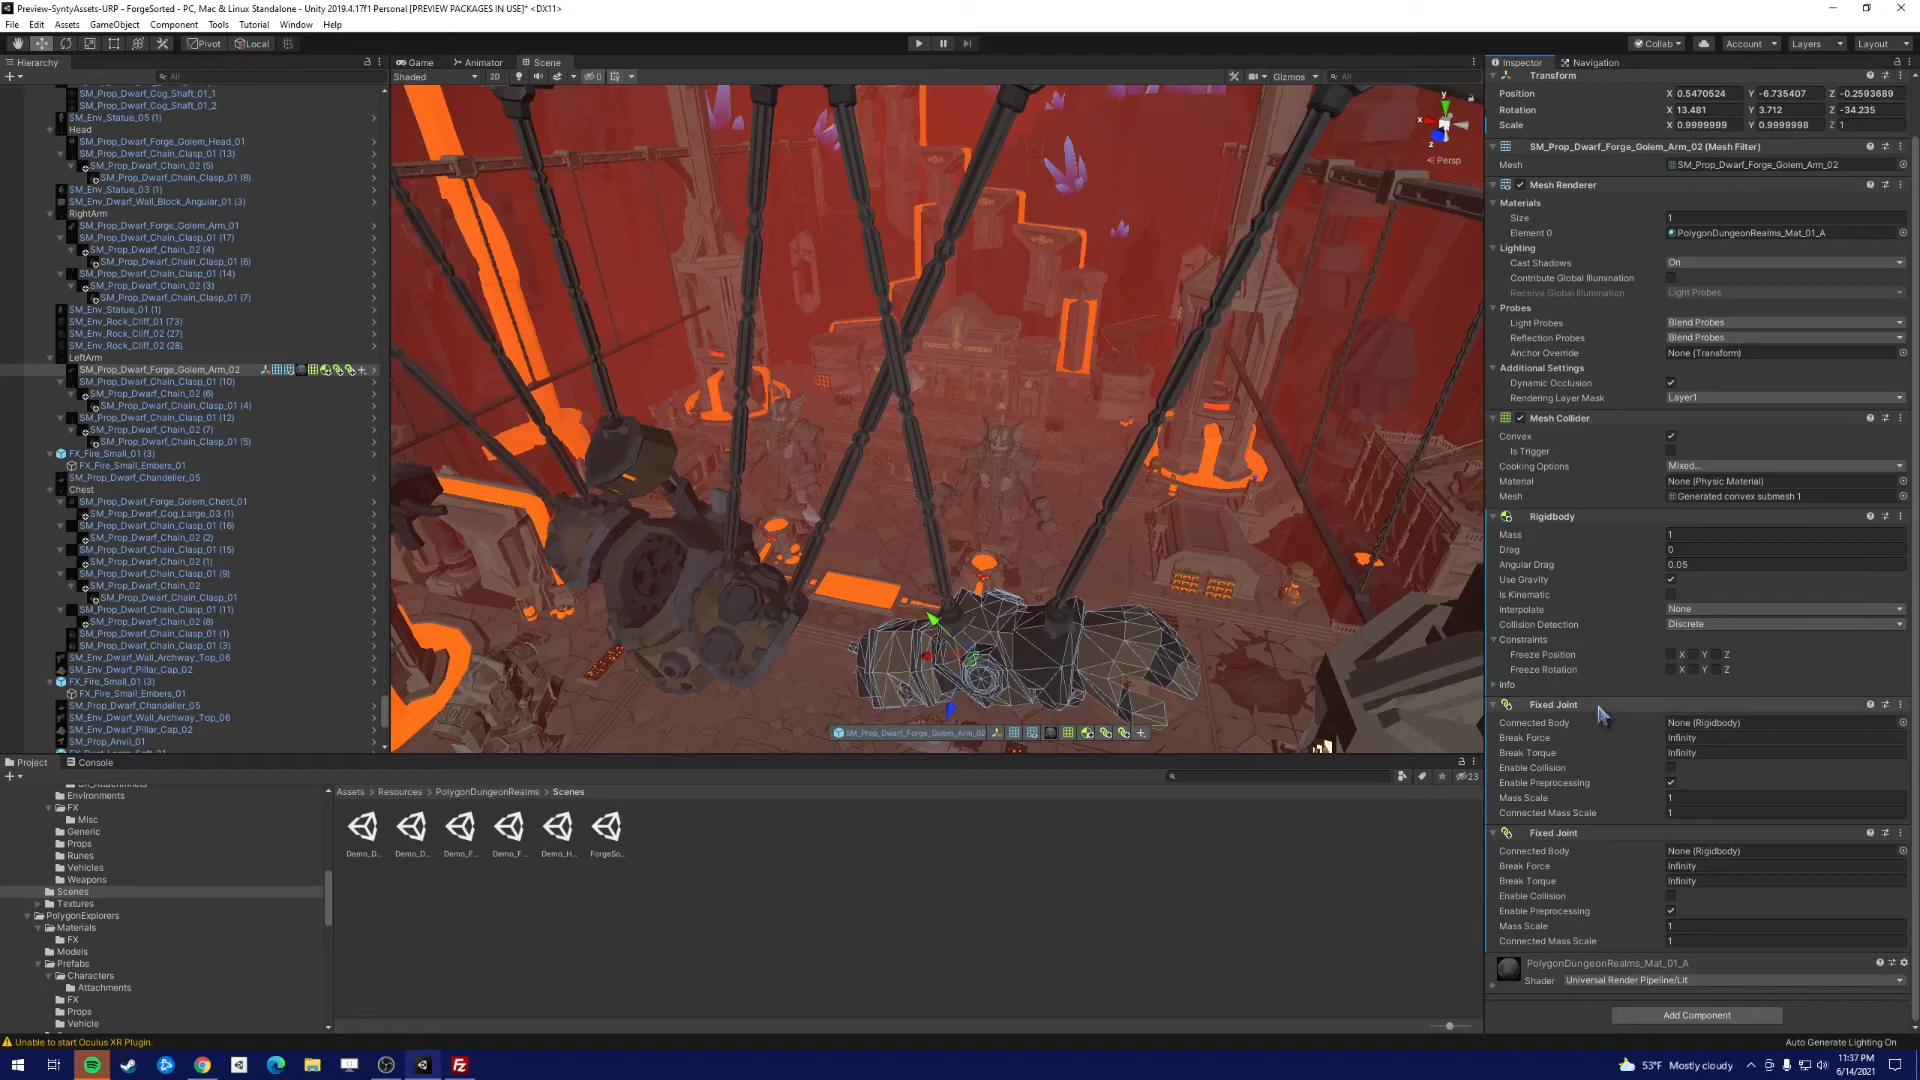 Preview-SyntyAssets-URP - ForgeSorted - PC, Mac & Linux Standalone - Unity 2019.4.17f1 Personal [PREVIEW PACKAGES IN USE]* <DX11>
File Edit Assets GameObject Component Tools Tutorial Window Help
Pivot Local
Collab Account Layers Layout
Hierarchy
All
SM_Prop_Dwarf_Cog_Shaft_01_1
SM_Prop_Dwarf_Cog_Shaft_01_2
SM_Env_Statue_05 (1)
Head
SM_Prop_Dwarf_Forge_Golem_Head_01
SM_Prop_Dwarf_Chain_Clasp_01 (13)
SM_Prop_Dwarf_Chain_02 (5)
SM_Prop_Dwarf_Chain_Clasp_01 (8)
SM_Env_Statue_03 (1)
SM_Env_Dwarf_Wall_Block_Angular_01 (3)
RightArm
SM_Prop_Dwarf_Forge_Golem_Arm_01
SM_Prop_Dwarf_Chain_Clasp_01 (17)
SM_Prop_Dwarf_Chain_02 (4)
SM_Prop_Dwarf_Chain_Clasp_01 (6)
SM_Prop_Dwarf_Chain_Clasp_01 (14)
SM_Prop_Dwarf_Chain_02 (3)
SM_Prop_Dwarf_Chain_Clasp_01 (7)
SM_Env_Statue_01 (1)
SM_Env_Rock_Cliff_01 (73)
SM_Env_Rock_Cliff_02 (27)
SM_Env_Rock_Cliff_02 (28)
LeftArm
SM_Prop_Dwarf_Forge_Golem_Arm_02
SM_Prop_Dwarf_Chain_Clasp_01 (10)
SM_Prop_Dwarf_Chain_02 (6)
SM_Prop_Dwarf_Chain_Clasp_01 (4)
SM_Prop_Dwarf_Chain_Clasp_01 (12)
SM_Prop_Dwarf_Chain_02 (7)
SM_Prop_Dwarf_Chain_Clasp_01 (5)
FX_Fire_Small_01 (3)
FX_Fire_Small_Embers_01
SM_Prop_Dwarf_Chandelier_05
Chest
SM_Prop_Dwarf_Forge_Golem_Chest_01
SM_Prop_Dwarf_Cog_Large_03 (1)
SM_Prop_Dwarf_Chain_Clasp_01 (16)
SM_Prop_Dwarf_Chain_02 (2)
SM_Prop_Dwarf_Chain_Clasp_01 (15)
SM_Prop_Dwarf_Chain_02 (1)
SM_Prop_Dwarf_Chain_Clasp_01 (9)
SM_Prop_Dwarf_Chain_02
SM_Prop_Dwarf_Chain_Clasp_01
SM_Prop_Dwarf_Chain_Clasp_01 (11)
SM_Prop_Dwarf_Chain_02 (8)
SM_Prop_Dwarf_Chain_Clasp_01 (1)
SM_Prop_Dwarf_Chain_Clasp_01 (3)
SM_Env_Dwarf_Wall_Archway_Top_06
SM_Env_Dwarf_Pillar_Cap_02
FX_Fire_Small_01 (3)
FX_Fire_Small_Embers_01
SM_Prop_Dwarf_Chandelier_05
SM_Env_Dwarf_Wall_Archway_Top_06
SM_Env_Dwarf_Pillar_Cap_02
SM_Prop_Anvil_01
Game Animator Scene
Shaded 2D 0 Gizmos All
y
x
z
Persp
SM_Prop_Dwarf_Forge_Golem_Arm_02
Inspector Navigation
Transform
Position X 0.5470524 Y -6.735407 Z -0.2593689
Rotation X 13.481 Y 3.712 Z -34.235
Scale X 0.9999999 Y 0.9999998 Z 1
SM_Prop_Dwarf_Forge_Golem_Arm_02 (Mesh Filter)
Mesh SM_Prop_Dwarf_Forge_Golem_Arm_02
Mesh Renderer
Materials
Size 1
Element 0 PolygonDungeonRealms_Mat_01_A
Lighting
Cast Shadows On
Contribute Global Illumination
Receive Global Illumination Light Probes
Probes
Light Probes Blend Probes
Reflection Probes Blend Probes
Anchor Override None (Transform)
Additional Settings
Dynamic Occlusion
Rendering Layer Mask Layer1
Mesh Collider
Convex
Is Trigger
Cooking Options Mixed...
Material None (Physic Material)
Mesh Generated convex submesh 1
Rigidbody
Mass 1
Drag 0
Angular Drag 0.05
Use Gravity
Is Kinematic
Interpolate None
Collision Detection Discrete
Constraints
Freeze Position X Y Z
Freeze Rotation X Y Z
Info
Fixed Joint
Connected Body None (Rigidbody)
Break Force Infinity
Break Torque Infinity
Enable Collision
Enable Preprocessing
Mass Scale 1
Connected Mass Scale 1
Fixed Joint
Connected Body None (Rigidbody)
Break Force Infinity
Break Torque Infinity
Enable Collision
Enable Preprocessing
Mass Scale 1
Connected Mass Scale 1
PolygonDungeonRealms_Mat_01_A
Shader Universal Render Pipeline/Lit
Add Component
Project Console
23
Environments
FX
Misc
Generic
Props
Runes
Vehicles
Weapons
Scenes
Textures
PolygonExplorers
Materials
FX
Models
Prefabs
Characters
Attachments
FX
Props
Vehicle
Assets Resources PolygonDungeonRealms Scenes
Demo_D... Demo_D... Demo_F... Demo_F... Demo_H... ForgeSo...
Unable to start Oculus XR Plugin.
Auto Generate Lighting On
53°F Mostly cloudy
11:37 PM
6/14/2021